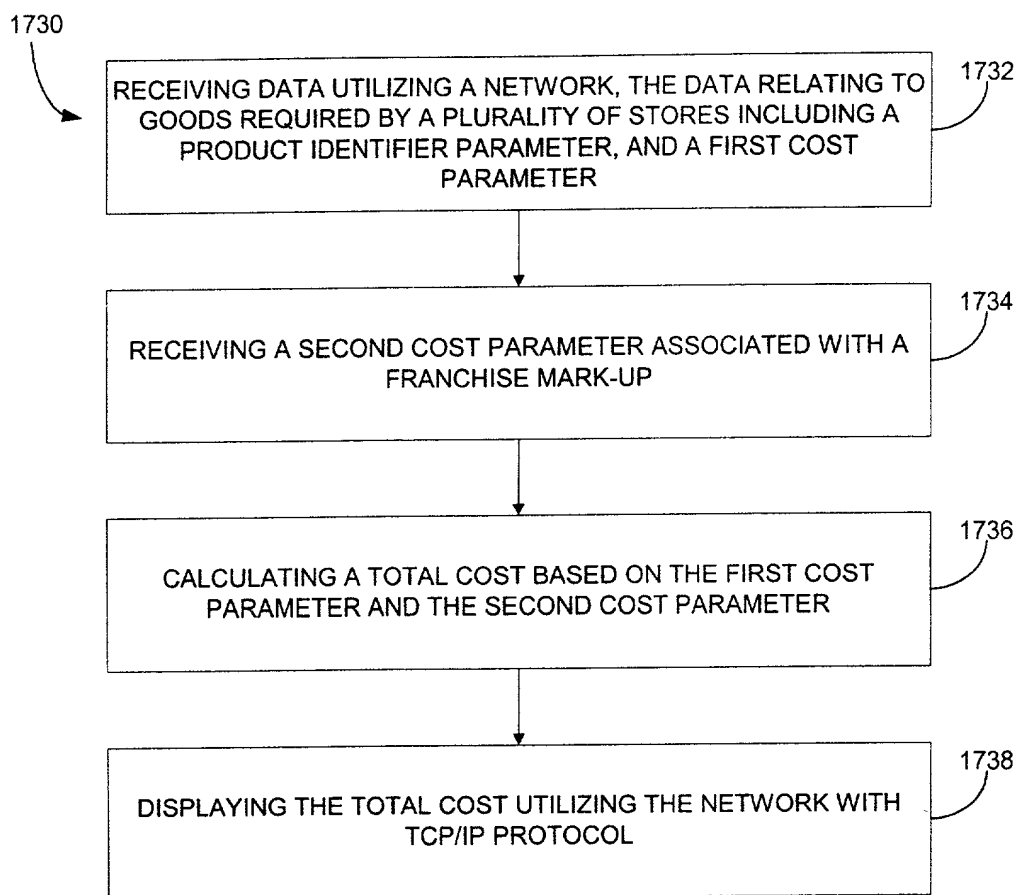 1730
RECEIVING DATA UTILIZING A NETWORK, THE DATA RELATING TO
GOODS REQUIRED BY A PLURALITY OF STORES INCLUDING A
PRODUCT IDENTIFIER PARAMETER, AND A FIRST COST
PARAMETER
1732
RECEIVING A SECOND COST PARAMETER ASSOCIATED WITH A
FRANCHISE MARK-UP
1734
CALCULATING A TOTAL COST BASED ON THE FIRST COST
PARAMETER AND THE SECOND COST PARAMETER
1736
DISPLAYING THE TOTAL COST UTILIZING THE NETWORK WITH
TCP/IP PROTOCOL
1738